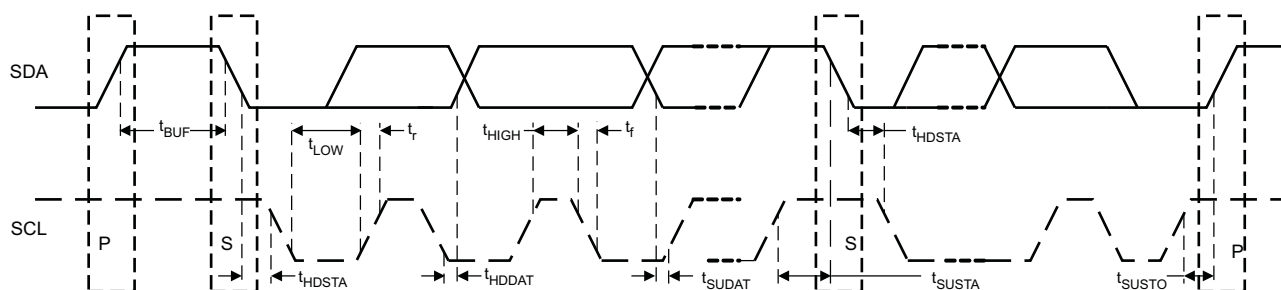 SDA
tBUF
tLOW
tr
tHIGH
tf
tHDSTA
SCL
P
S
S
P
tHDSTA
tHDDAT
tSUDAT
tSUSTA
tSUSTO